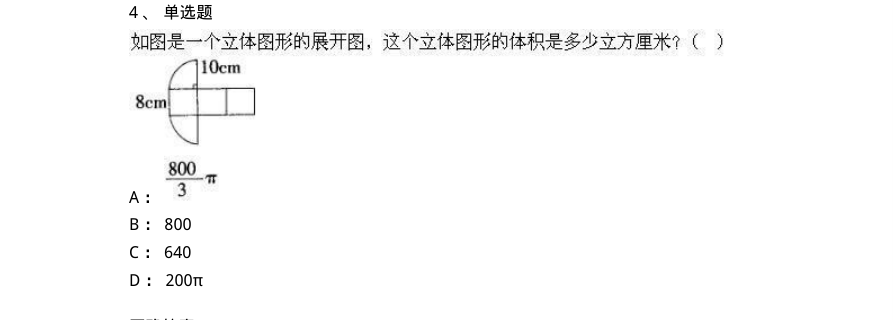 4 、 单选题
如图是一个立体图形的展开图，这个立体图形的体积是多少立方厘米?（ ）
10cm
8cm
A： 800/3 π
B： 800
C： 640
D： 200π